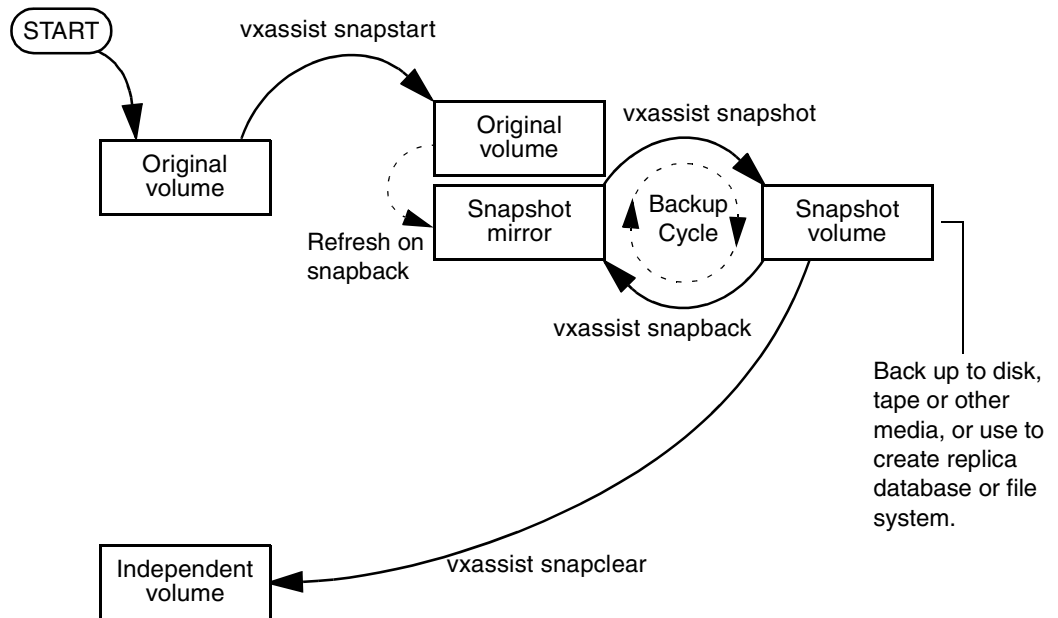 START
vxassist snapstart
Original
volume
Original
volume
vxassist snapshot
Snapshot
mirror
Backup
Cycle
Snapshot
volume
Refresh on
snapback
vxassist snapback
Back up to disk,
tape or other
media, or use to
create replica
database or file
system.
Independent
volume
vxassist snapclear